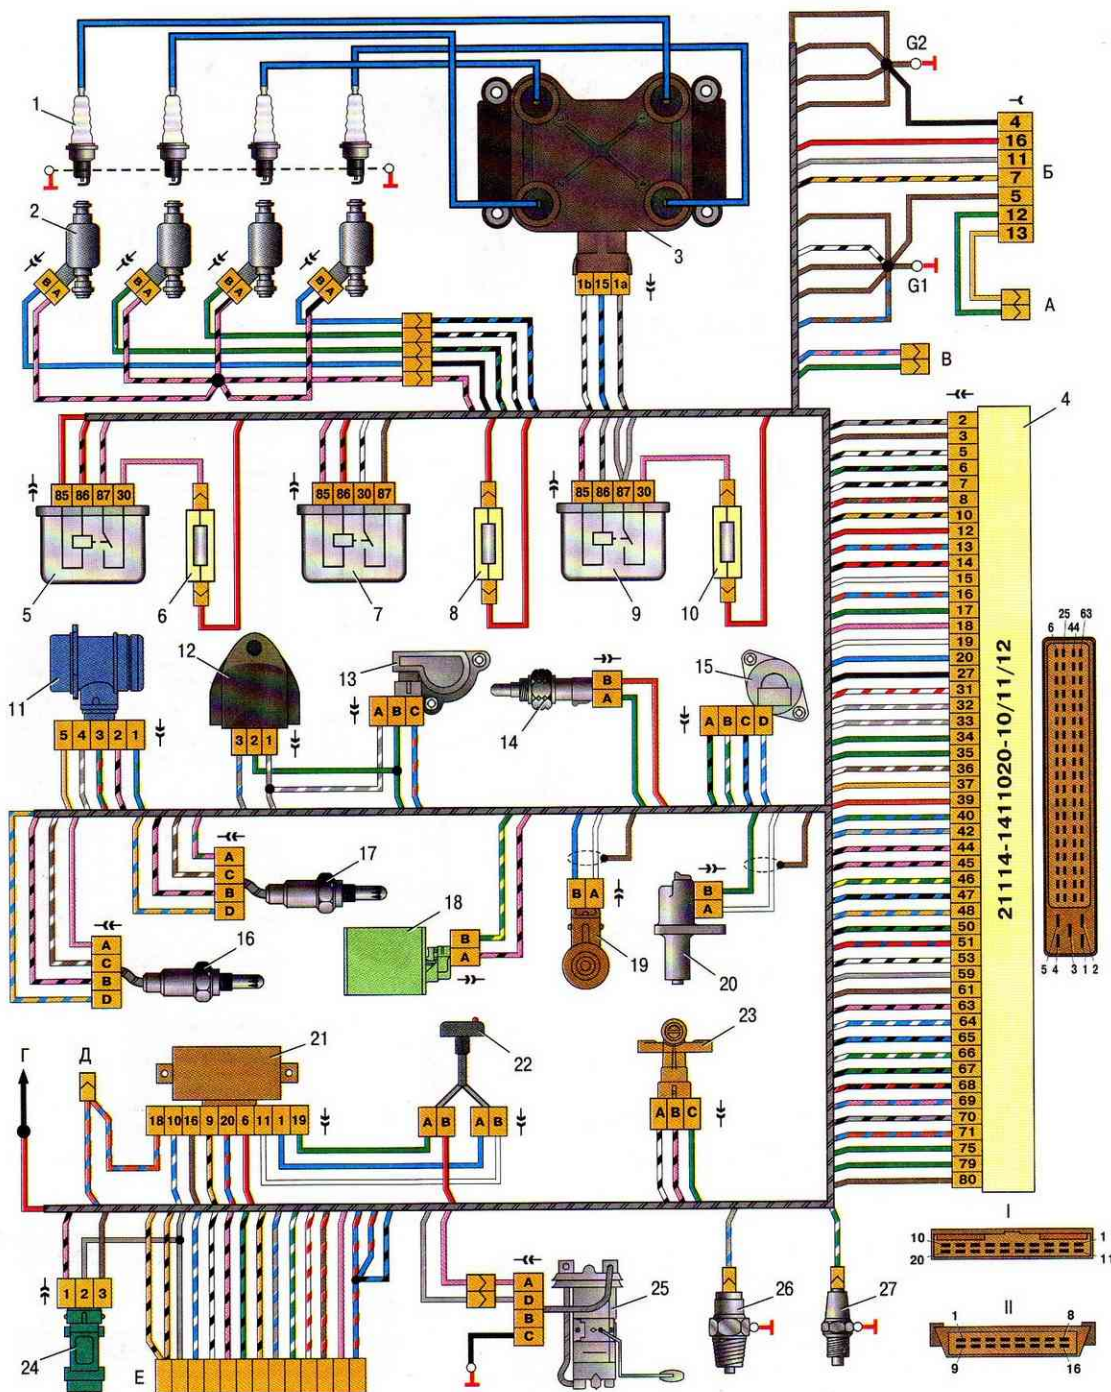 1
2
3
B A
B A
B A
B A
1b 15 1a
G2
G1
4
16
11
7
5
12
13
Б
А
В
4
85 86 87 30
5
6
85 86 30 87
7
8
85 86 87 30
9
10
11
5 4 3 2 1
12
3 2 1
13
A B C
14
B
A
15
A B C D
2
3
5
6
7
8
10
12
13
14
15
16
17
18
19
20
27
31
32
33
34
35
36
37
39
40
42
44
45
46
47
48
50
51
53
59
61
63
64
66
67
68
69
70
71
75
79
80
21114-1411020-10/11/12
25 63
6 44
5 4 3 1 2
17
A
C
B
D
16
A
C
B
D
18
B
A
19
B A
20
B
A
Г
Д
21
18 10 16 9 20 6 11 1 19
22
A B
A B
23
A B C
24
1 2 3
Е
25
A
D
B
C
26
27
I
10 1
20 11
II
1 8
9 16